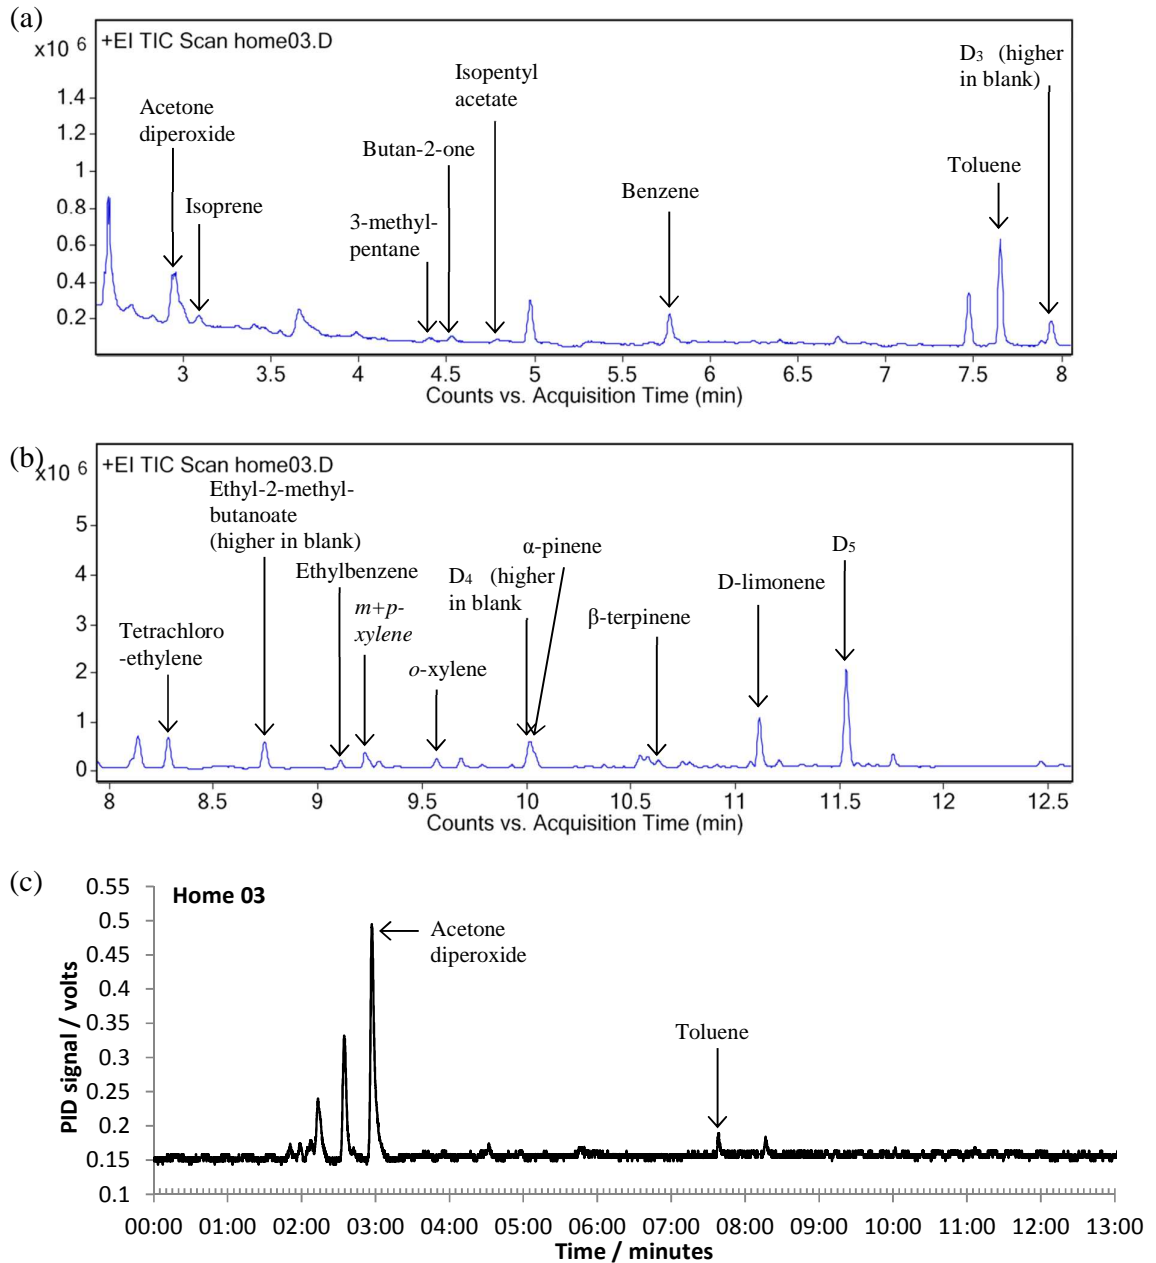 (a)
x10 6
+EI TIC Scan home03.D
Acetone
diperoxide
Isoprene
3-methyl-
pentane
Butan-2-one
Isopentyl
acetate
Benzene
Toluene
D3 (higher
in blank)
1.4
1.2
1
0.8
0.6
0.4
0.2
3 3.5 4 4.5 5 5.5 6 6.5 7 7.5 8
Counts vs. Acquisition Time (min)
(b)
x10 6
+EI TIC Scan home03.D
Ethyl-2-methyl-
butanoate
(higher in blank)
Tetrachloro
-ethylene
Ethylbenzene
m+p-
xylene
o-xylene
D4 (higher
in blank
α-pinene
β-terpinene
D-limonene
D5
5
4
3
2
1
0
8 8.5 9 9.5 10 10.5 11 11.5 12 12.5
Counts vs. Acquisition Time (min)
(c)
Home 03
PID signal / volts
0.55
0.5
0.45
0.4
0.35
0.3
0.25
0.2
0.15
0.1
Acetone
diperoxide
Toluene
00:00 01:00 02:00 03:00 04:00 05:00 06:00 07:00 08:00 09:00 10:00 11:00 12:00 13:00
Time / minutes